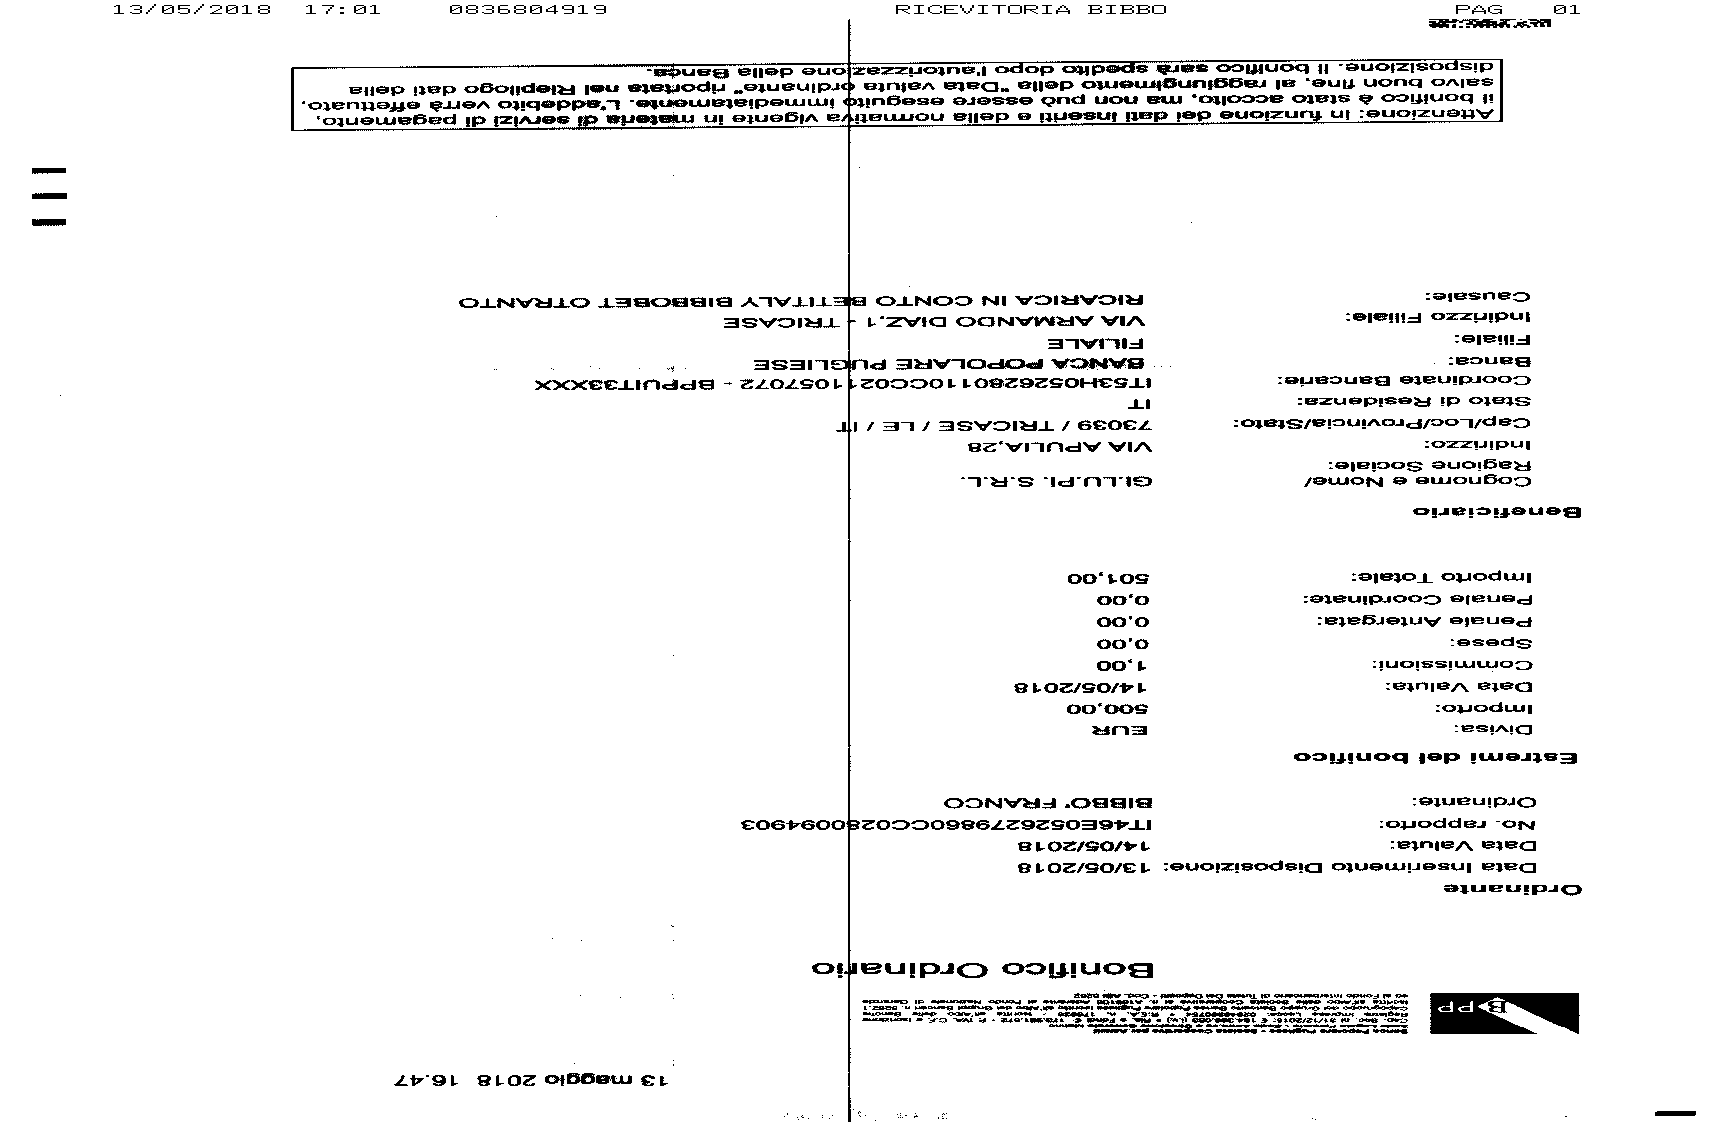 13/05/2018 17:01 0836804919 RICEVITORIA BIBBO PAG 01
13 maggio 2018 16.47
BPP
Bonifico Ordinario
Ordinante
Data Inserimento Disposizione: 13/05/2018
Data Valuta: 14/05/2018
No. rapporto: IT46E0526279860CC0280094903
Ordinante: BIBBO' FRANCO
Estremi del bonifico
Divisa: EUR
Importo: 500,00
Data Valuta: 14/05/2018
Commissioni: 1,00
Spese: 0,00
Penale Antergata: 0,00
Penale Coordinate: 0,00
Importo Totale: 501,00
Beneficiario
Cognome e Nome/ GI.LU.PI. S.R.L.
Ragione Sociale:
Indirizzo: VIA APULIA,28
Cap/Loc/Provincia/Stato: 73039 / TRICASE / LE / IT
Stato di Residenza: IT
Coordinate Bancarie: IT53H0526280110CC0211057072 - BPPUIT33XXX
Banca: BANCA POPOLARE PUGLIESE
Filiale: FILIALE
Indirizzo Filiale: VIA ARMANDO DIAZ,1 - TRICASE
Causale: RICARICA IN CONTO BETITALY BIBBOBET OTRANTO
Attenzione: in funzione dei dati inseriti e della normativa vigente in materia di servizi di pagamento,
il bonifico è stato accolto, ma non può essere eseguito immediatamente. L'addebito verrà effettuato,
salvo buon fine, al raggiungimento della "Data valuta ordinante" riportata nel Riepilogo dati della
disposizione. Il bonifico sarà spedito dopo l'autorizzazione della Banca.